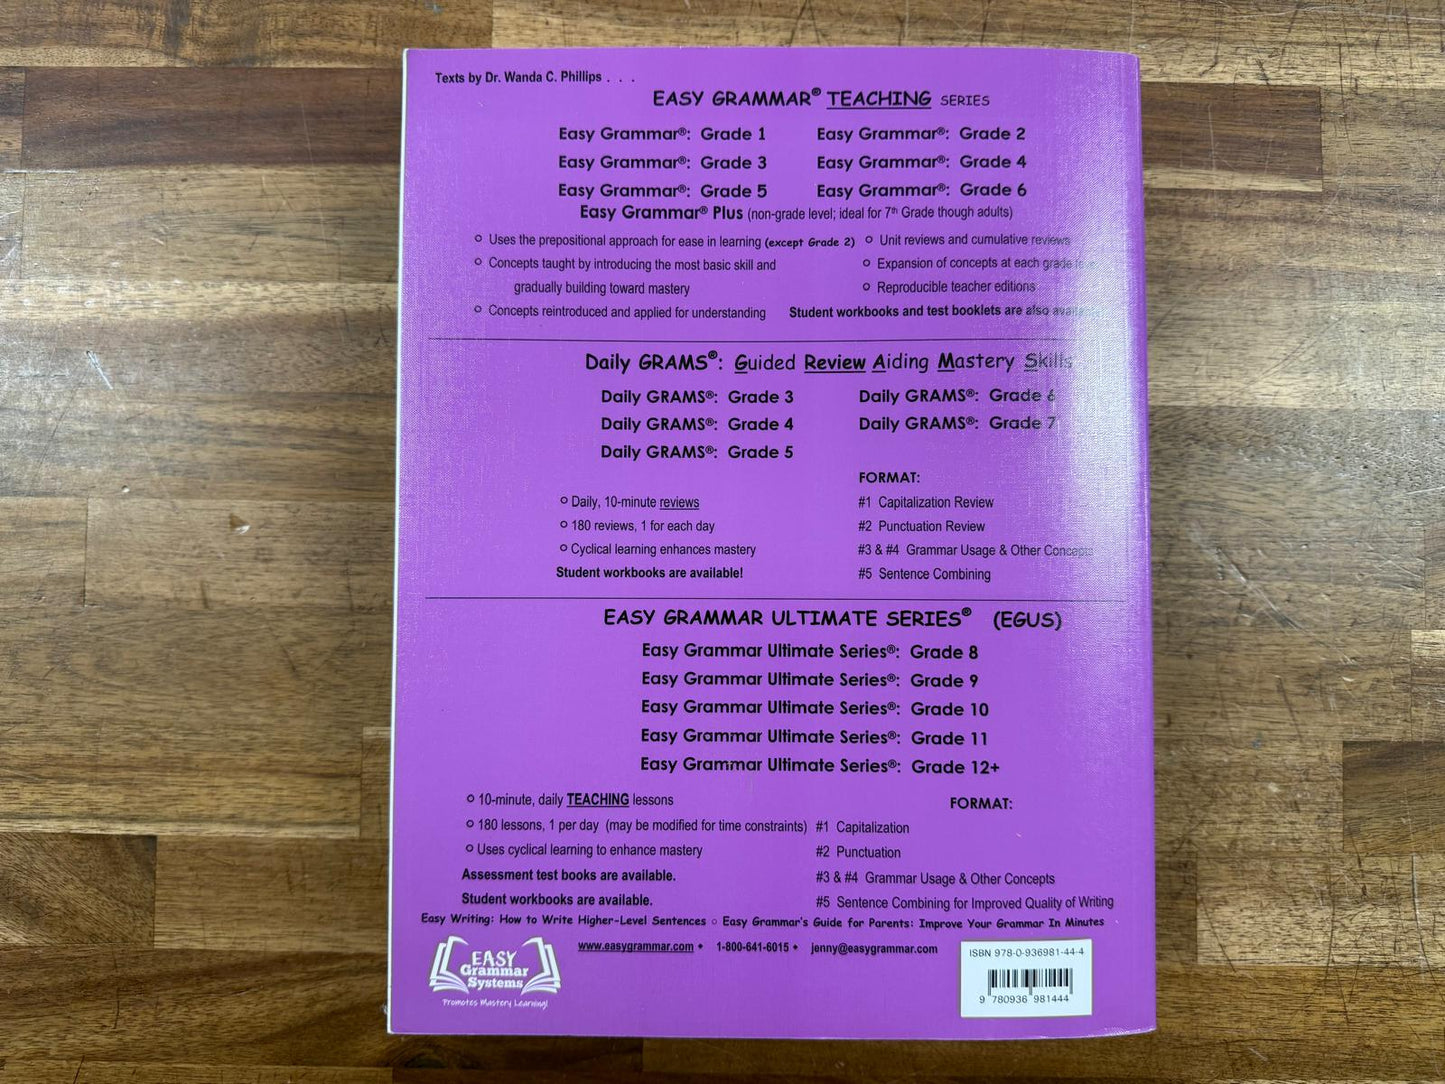 Texts by Dr. Wanda C. Phillips . . .
EASY GRAMMAR® TEACHING SERIES
Easy Grammar®: Grade 1 Easy Grammar®: Grade 2
Easy Grammar®: Grade 3 Easy Grammar®: Grade 4
Easy Grammar®: Grade 5 Easy Grammar®: Grade 6
Easy Grammar® Plus (non-grade level; ideal for 7th Grade though adults)
○ Uses the prepositional approach for ease in learning (except Grade 2) ○ Unit reviews and cumulative reviews
○ Concepts taught by introducing the most basic skill and ○ Expansion of concepts at each grade level
gradually building toward mastery ○ Reproducible teacher editions
○ Concepts reintroduced and applied for understanding Student workbooks and test booklets are also available
Daily GRAMS®: Guided Review Aiding Mastery Skills
Daily GRAMS®: Grade 3 Daily GRAMS®: Grade 6
Daily GRAMS®: Grade 4 Daily GRAMS®: Grade 7
Daily GRAMS®: Grade 5
FORMAT:
○ Daily, 10-minute reviews #1 Capitalization Review
○ 180 reviews, 1 for each day #2 Punctuation Review
○ Cyclical learning enhances mastery #3 & #4 Grammar Usage & Other Concepts
Student workbooks are available! #5 Sentence Combining
EASY GRAMMAR ULTIMATE SERIES® (EGUS)
Easy Grammar Ultimate Series®: Grade 8
Easy Grammar Ultimate Series®: Grade 9
Easy Grammar Ultimate Series®: Grade 10
Easy Grammar Ultimate Series®: Grade 11
Easy Grammar Ultimate Series®: Grade 12+
○ 10-minute, daily TEACHING lessons FORMAT:
○ 180 lessons, 1 per day (may be modified for time constraints) #1 Capitalization
○ Uses cyclical learning to enhance mastery #2 Punctuation
Assessment test books are available. #3 & #4 Grammar Usage & Other Concepts
Student workbooks are available. #5 Sentence Combining for Improved Quality of Writing
Easy Writing: How to Write Higher-Level Sentences ○ Easy Grammar's Guide for Parents: Improve Your Grammar In Minutes
www.easygrammar.com • 1-800-641-6015 • jenny@easygrammar.com
EASY
Grammar
Systems
Promotes Mastery Learning!
ISBN 978-0-936981-44-4
9 780936 981444